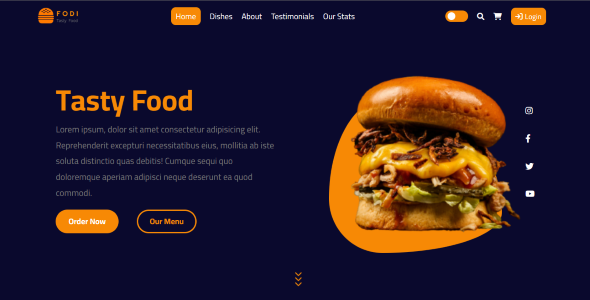 FODI
Tasty Food
Home Dishes About Testimonials Our Stats
Login
Tasty Food
Lorem ipsum, dolor sit amet consectetur adipisicing elit.
Reprehenderit excepturi necessitatibus eius, mollitia ab iste
soluta distinctio quas debitis! Cumque sequi quo
doloremque aperiam adipisci neque deserunt ea quod
commodi.
Order Now Our Menu